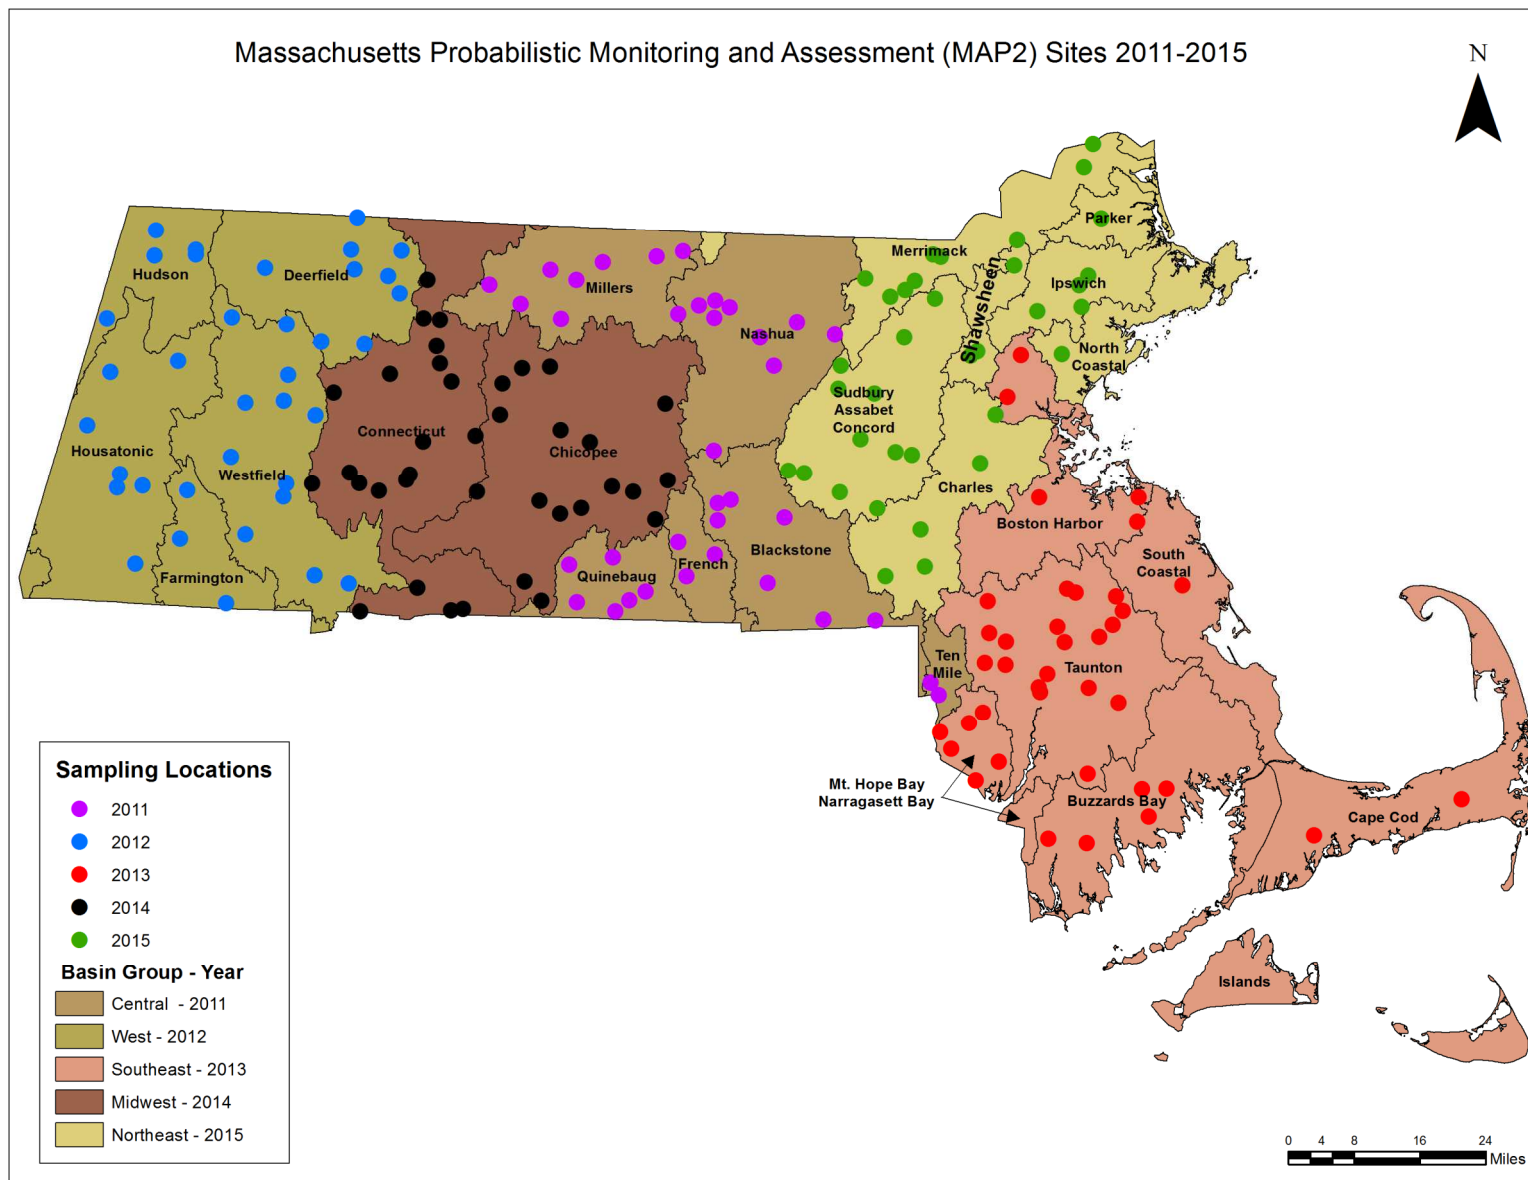 Massachusetts Probabilistic Monitoring and Assessment (MAP2) Sites 2011-2015
N
Parker
Merrimack
Hudson
Deerfield
Millers
Shawsheen
Ipswich
Nashua
North
Coastal
Sudbury
Assabet
Concord
Connecticut
Chicopee
Housatonic
Westfield
Charles
Boston Harbor
Blackstone
South
Coastal
French
Farmington
Quinebaug
Ten
Mile
Taunton
Mt. Hope Bay
Narragasett Bay
Buzzards Bay
Cape Cod
Islands
Sampling Locations
2011
2012
2013
2014
2015
Basin Group - Year
Central - 2011
West - 2012
Southeast - 2013
Midwest - 2014
Northeast - 2015
0 4 8 16 24
Miles